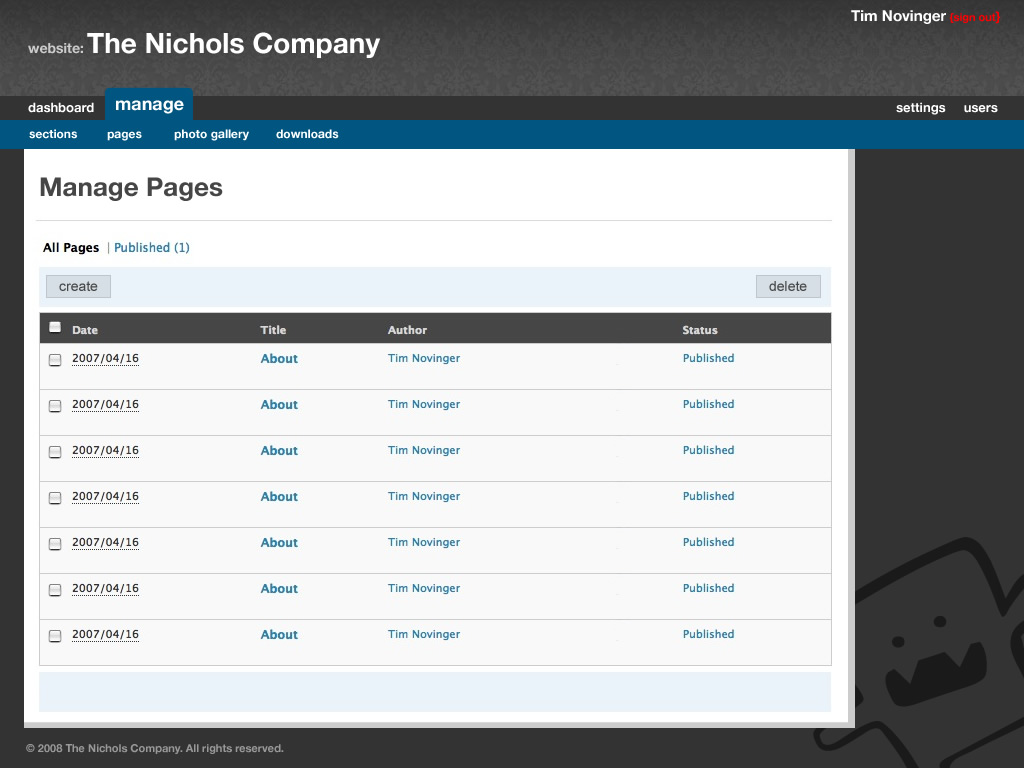 Tim Novinger (sign out)
website: The Nichols Company
dashboard manage settings users
sections pages photo gallery downloads
Manage Pages
All Pages | Published (1)
create delete
Date Title Author Status
2007/04/16 About Tim Novinger Published
2007/04/16 About Tim Novinger Published
2007/04/16 About Tim Novinger Published
2007/04/16 About Tim Novinger Published
2007/04/16 About Tim Novinger Published
2007/04/16 About Tim Novinger Published
2007/04/16 About Tim Novinger Published
© 2008 The Nichols Company. All rights reserved.